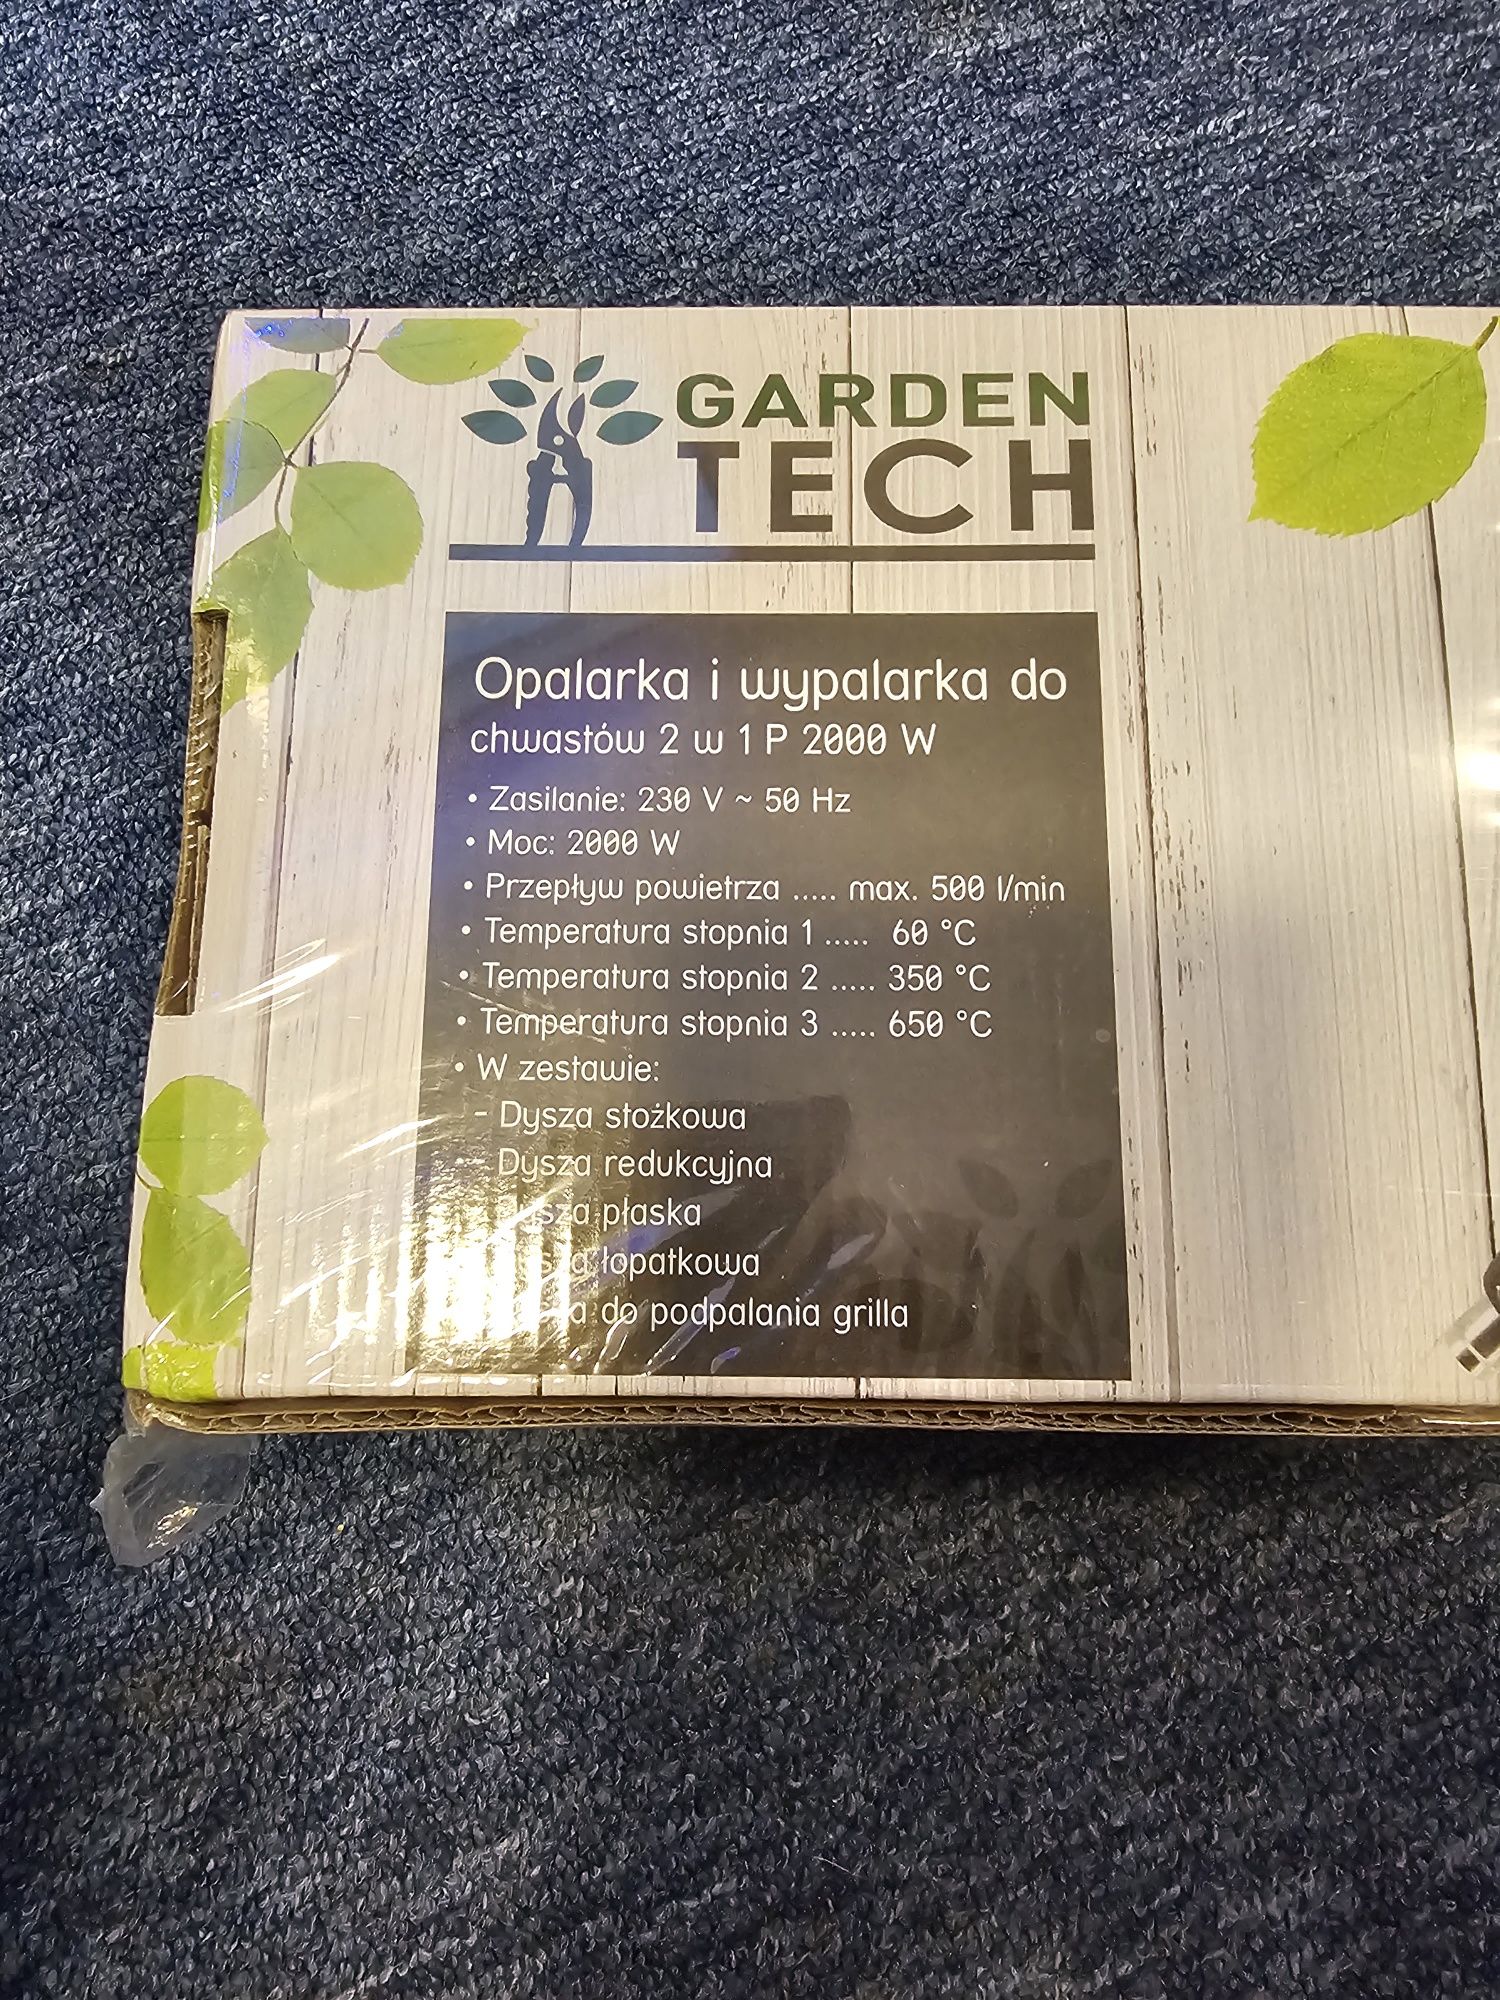 GARDEN
TECH
Opalarka i wypalarka do
chwastów 2 w 1 P 2000 W
• Zasilanie: 230 V ~ 50 Hz
• Moc: 2000 W
• Przepływ powietrza ..... max. 500 l/min
• Temperatura stopnia 1 ..... 60 °C
• Temperatura stopnia 2 ..... 350 °C
• Temperatura stopnia 3 ..... 650 °C
• W zestawie:
- Dysza stożkowa
Dysza redukcyjna
płaska
łopatkowa
do podpalania grilla